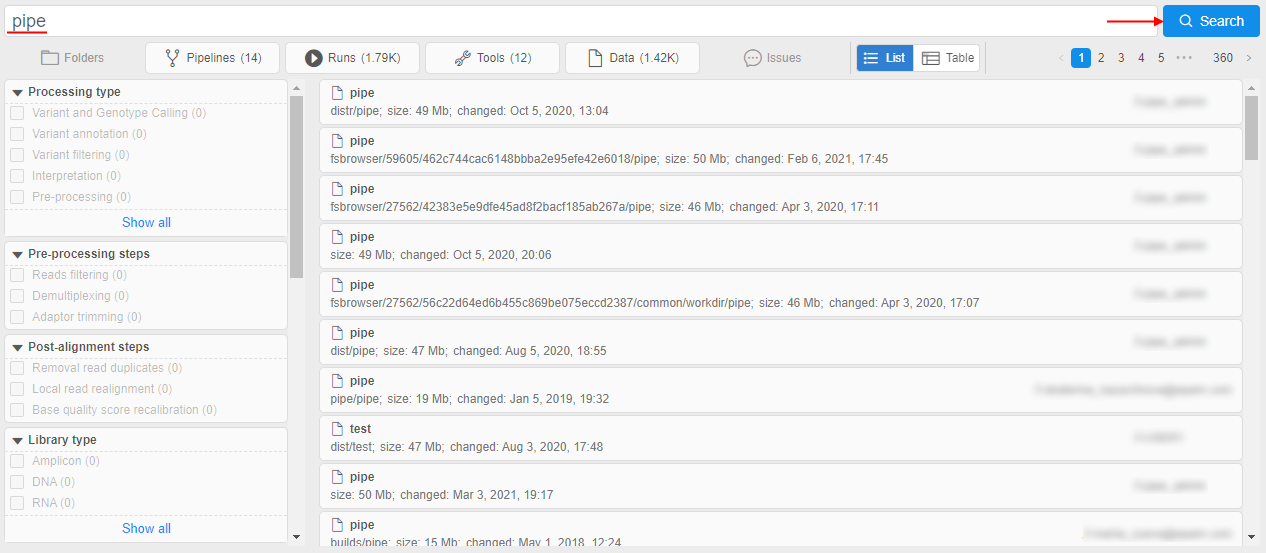 pipe
Search
Folders
Pipelines (14)
Runs (1.79K)
Tools (12)
Data (1.42K)
Issues
List
Table
< 1 2 3 4 5 ••• 360 >
Processing type
Variant and Genotype Calling (0)
Variant annotation (0)
Variant filtering (0)
Interpretation (0)
Pre-processing (0)
Show all
Pre-processing steps
Reads filtering (0)
Demultiplexing (0)
Adaptor trimming (0)
Post-alignment steps
Removal read duplicates (0)
Local read realignment (0)
Base quality score recalibration (0)
Library type
Amplicon (0)
DNA (0)
RNA (0)
Show all
pipe
distr/pipe; size: 49 Mb; changed: Oct 5, 2020, 13:04
pipe
fsbrowser/59605/462c744cac6148bbba2e95efe42e6018/pipe; size: 50 Mb; changed: Feb 6, 2021, 17:45
pipe
fsbrowser/27562/42383e5e9dfe45ad8f2bacf185ab267a/pipe; size: 46 Mb; changed: Apr 3, 2020, 17:11
pipe
size: 49 Mb; changed: Oct 5, 2020, 20:06
pipe
fsbrowser/27562/56c22d64ed6b455c869be075eccd2387/common/workdir/pipe; size: 46 Mb; changed: Apr 3, 2020, 17:07
pipe
dist/pipe; size: 47 Mb; changed: Aug 5, 2020, 18:55
pipe
pipe/pipe; size: 19 Mb; changed: Jan 5, 2019, 19:32
test
dist/test; size: 47 Mb; changed: Aug 3, 2020, 17:48
pipe
size: 50 Mb; changed: Mar 3, 2021, 19:17
pipe
builds/pipe; size: 15 Mb; changed: May 1, 2018, 12:24